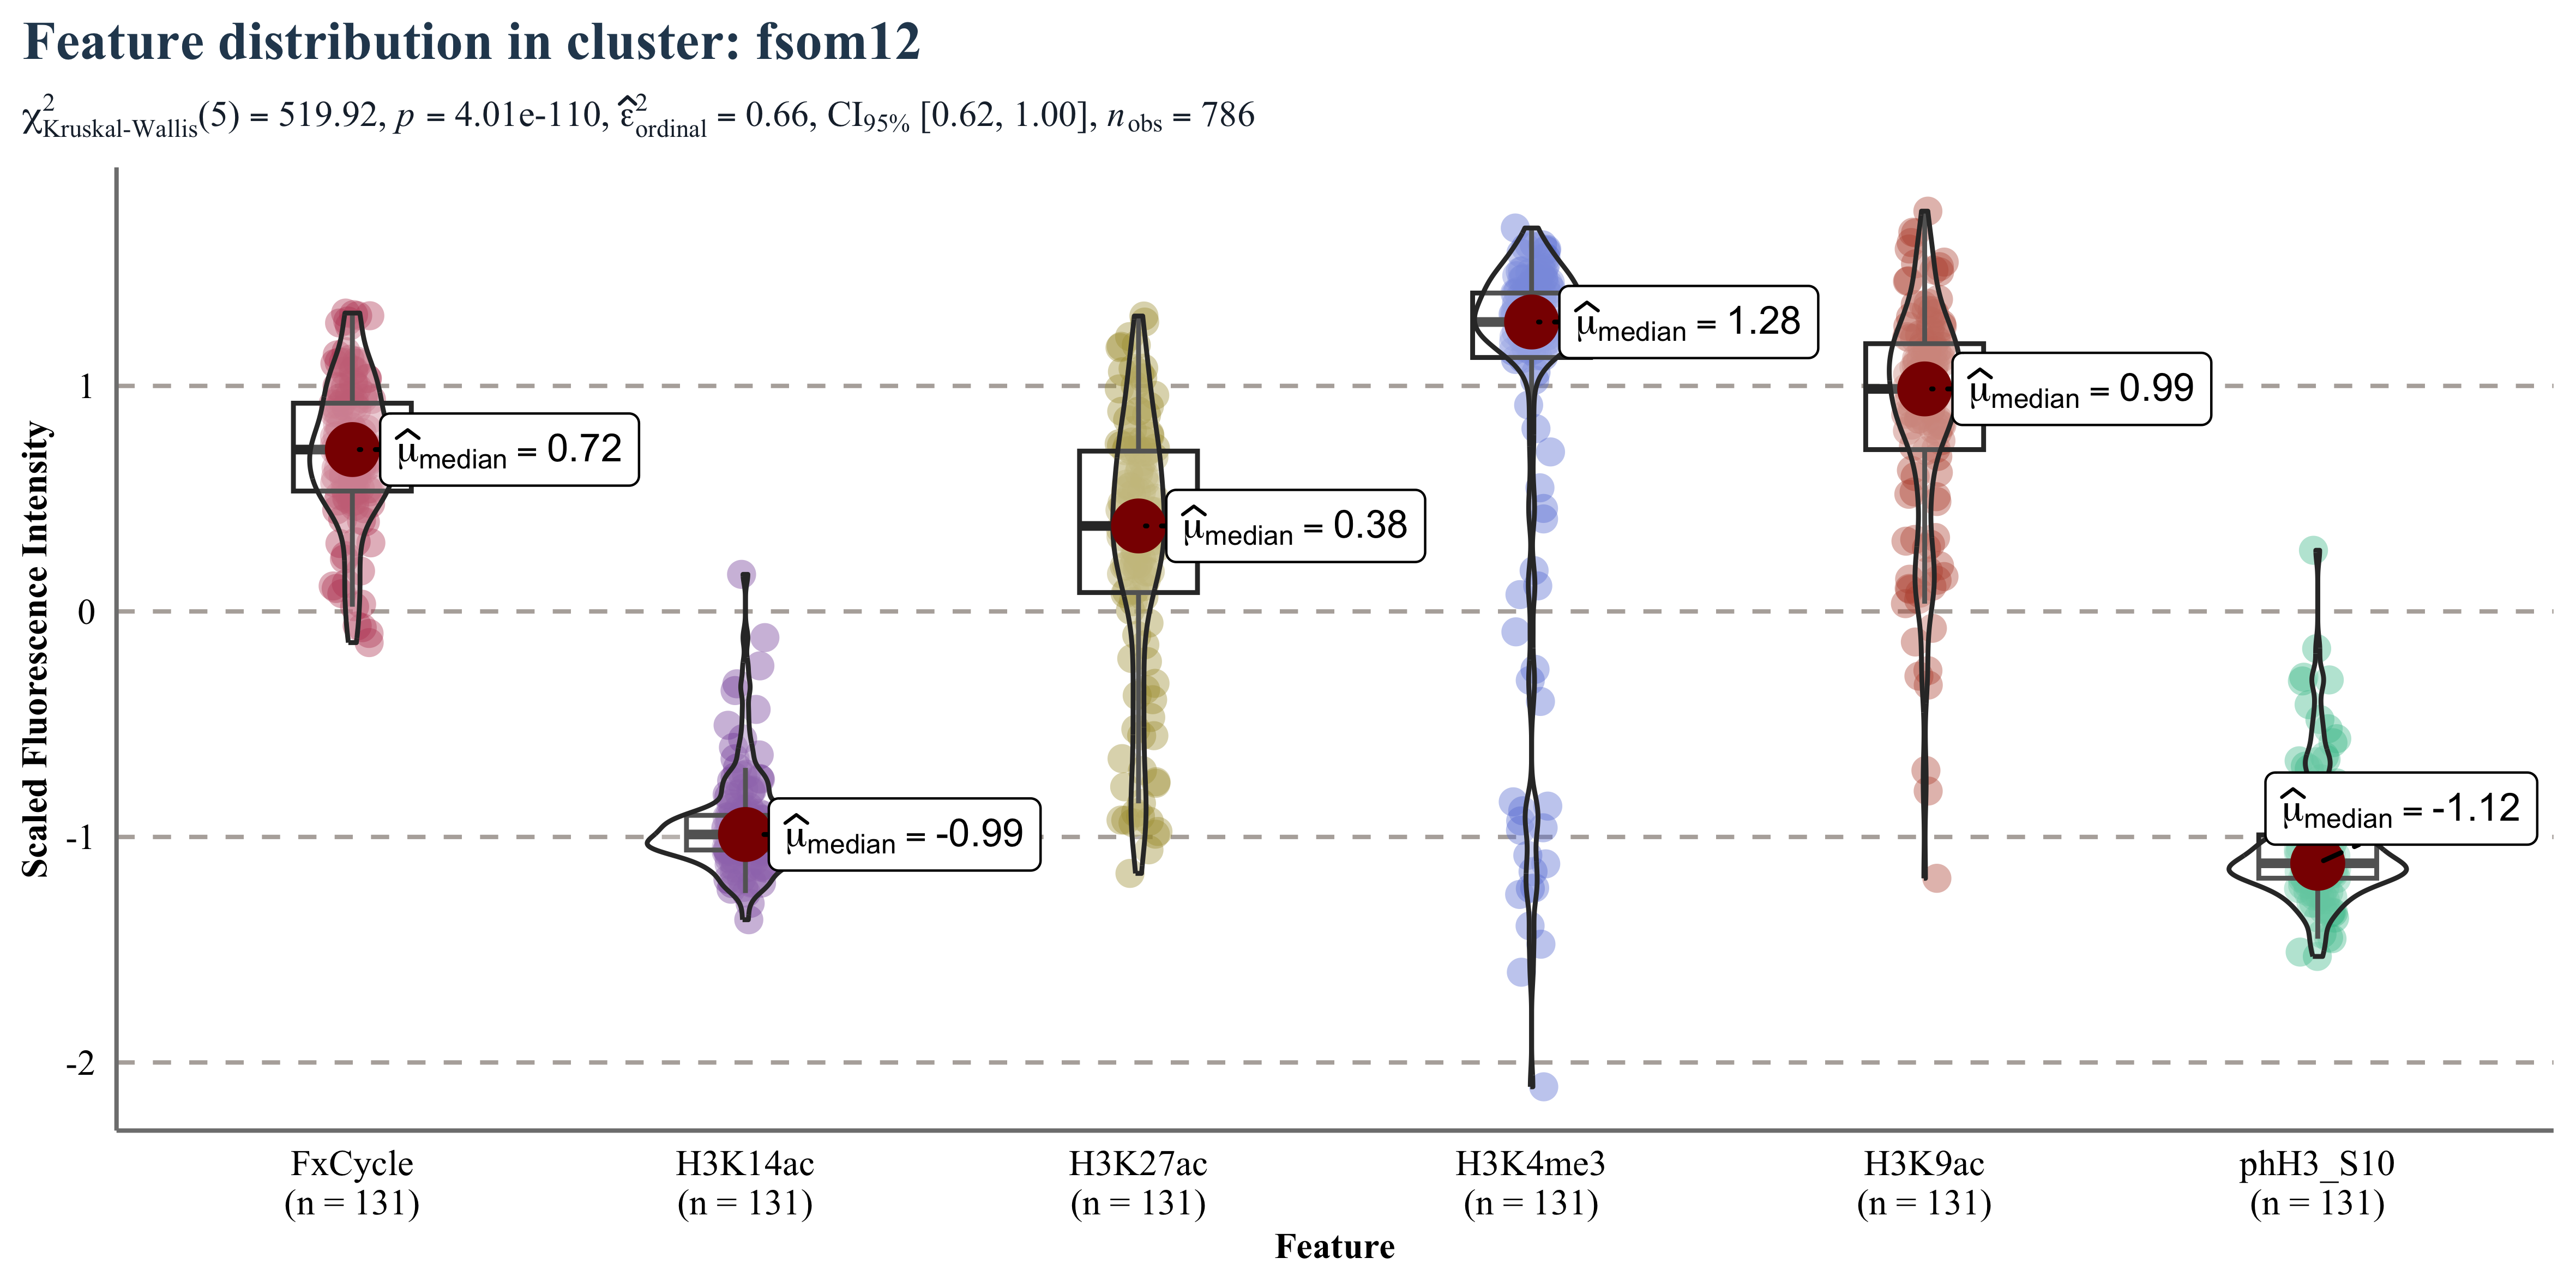 Feature distribution in cluster: fsom12
χ²Kruskal-Wallis(5) = 519.92, p = 4.01e-110, ε̂²ordinal = 0.66, CI95% [0.62, 1.00], nobs = 786
Scaled Fluorescence Intensity
1
0
-1
-2
μ̂median = 0.72
μ̂median = -0.99
μ̂median = 0.38
μ̂median = 1.28
μ̂median = 0.99
μ̂median = -1.12
FxCycle
(n = 131)
H3K14ac
(n = 131)
H3K27ac
(n = 131)
H3K4me3
(n = 131)
H3K9ac
(n = 131)
phH3_S10
(n = 131)
Feature